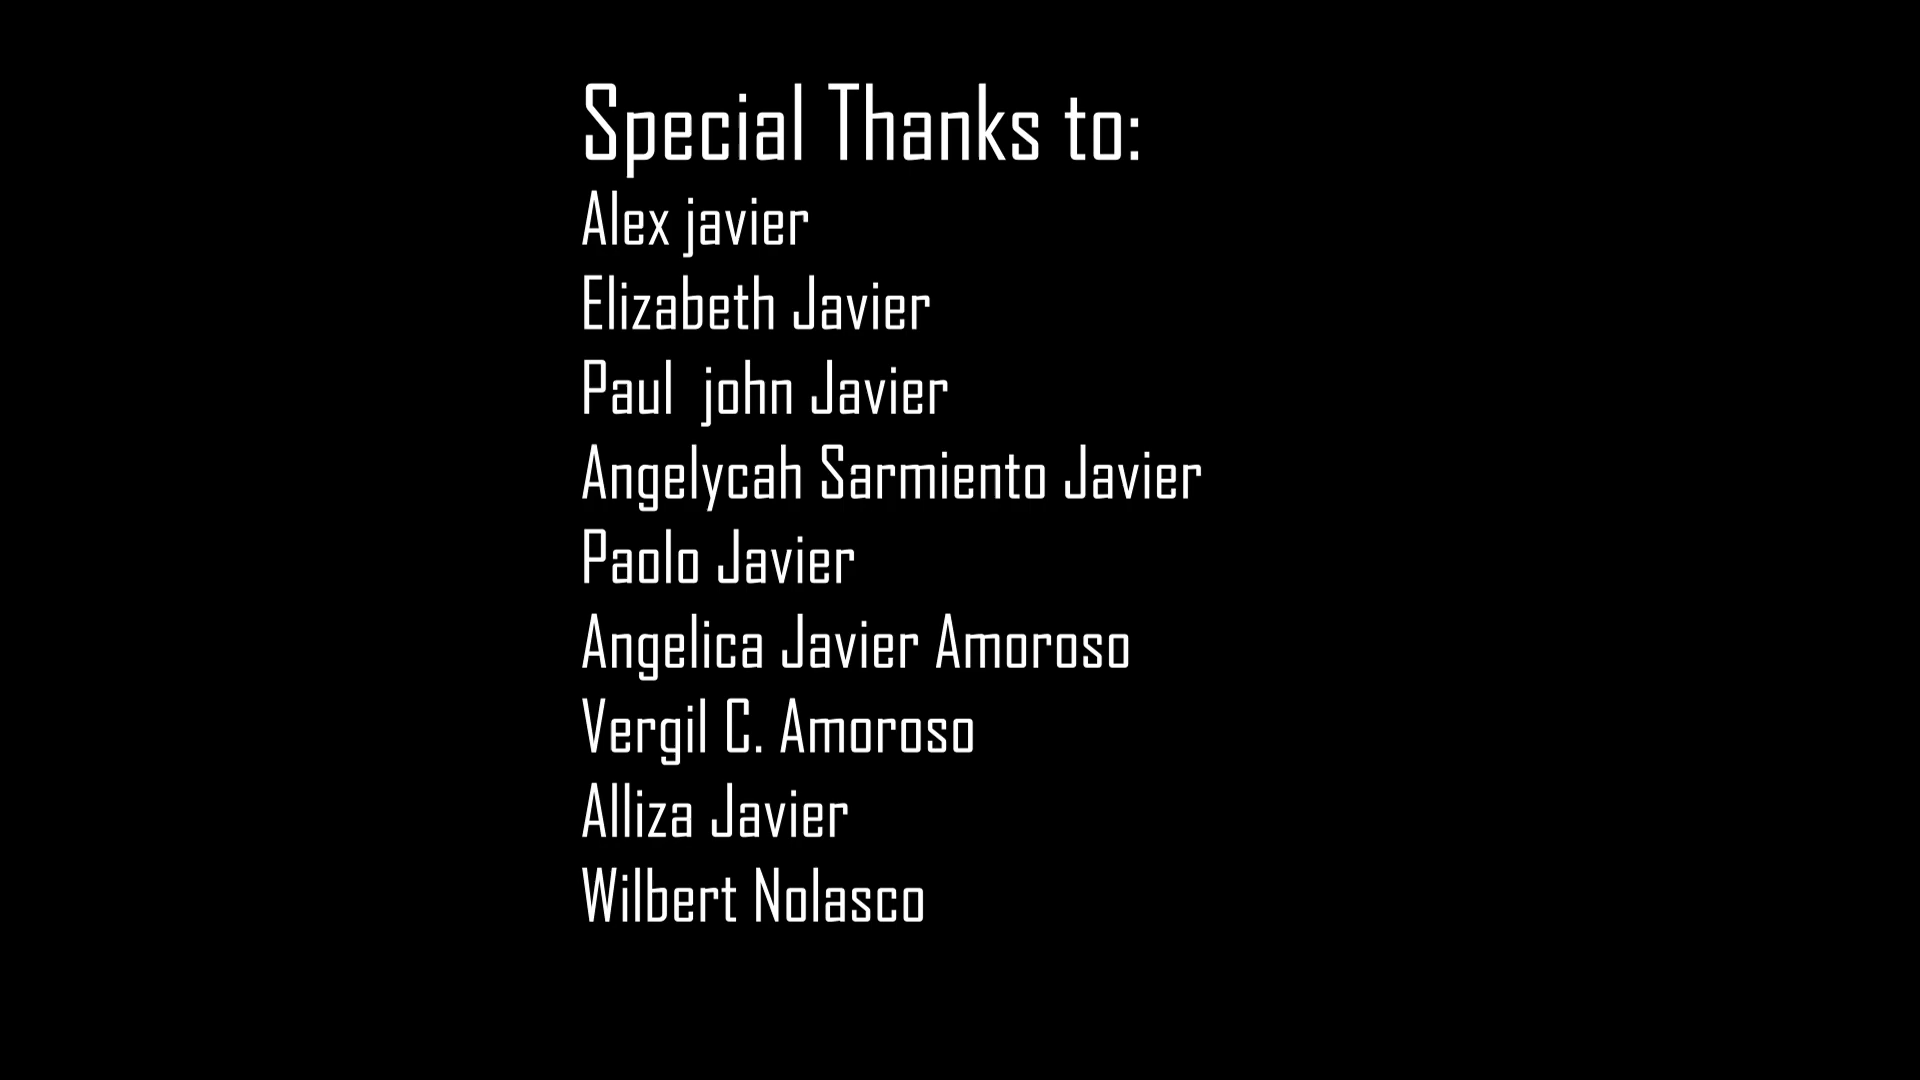 Special Thanks to:
Alex javier
Elizabeth Javier
Paul  john Javier
Angelycah Sarmiento Javier
Paolo Javier
Angelica Javier Amoroso
Vergil C. Amoroso
Alliza Javier
Wilbert Nolasco